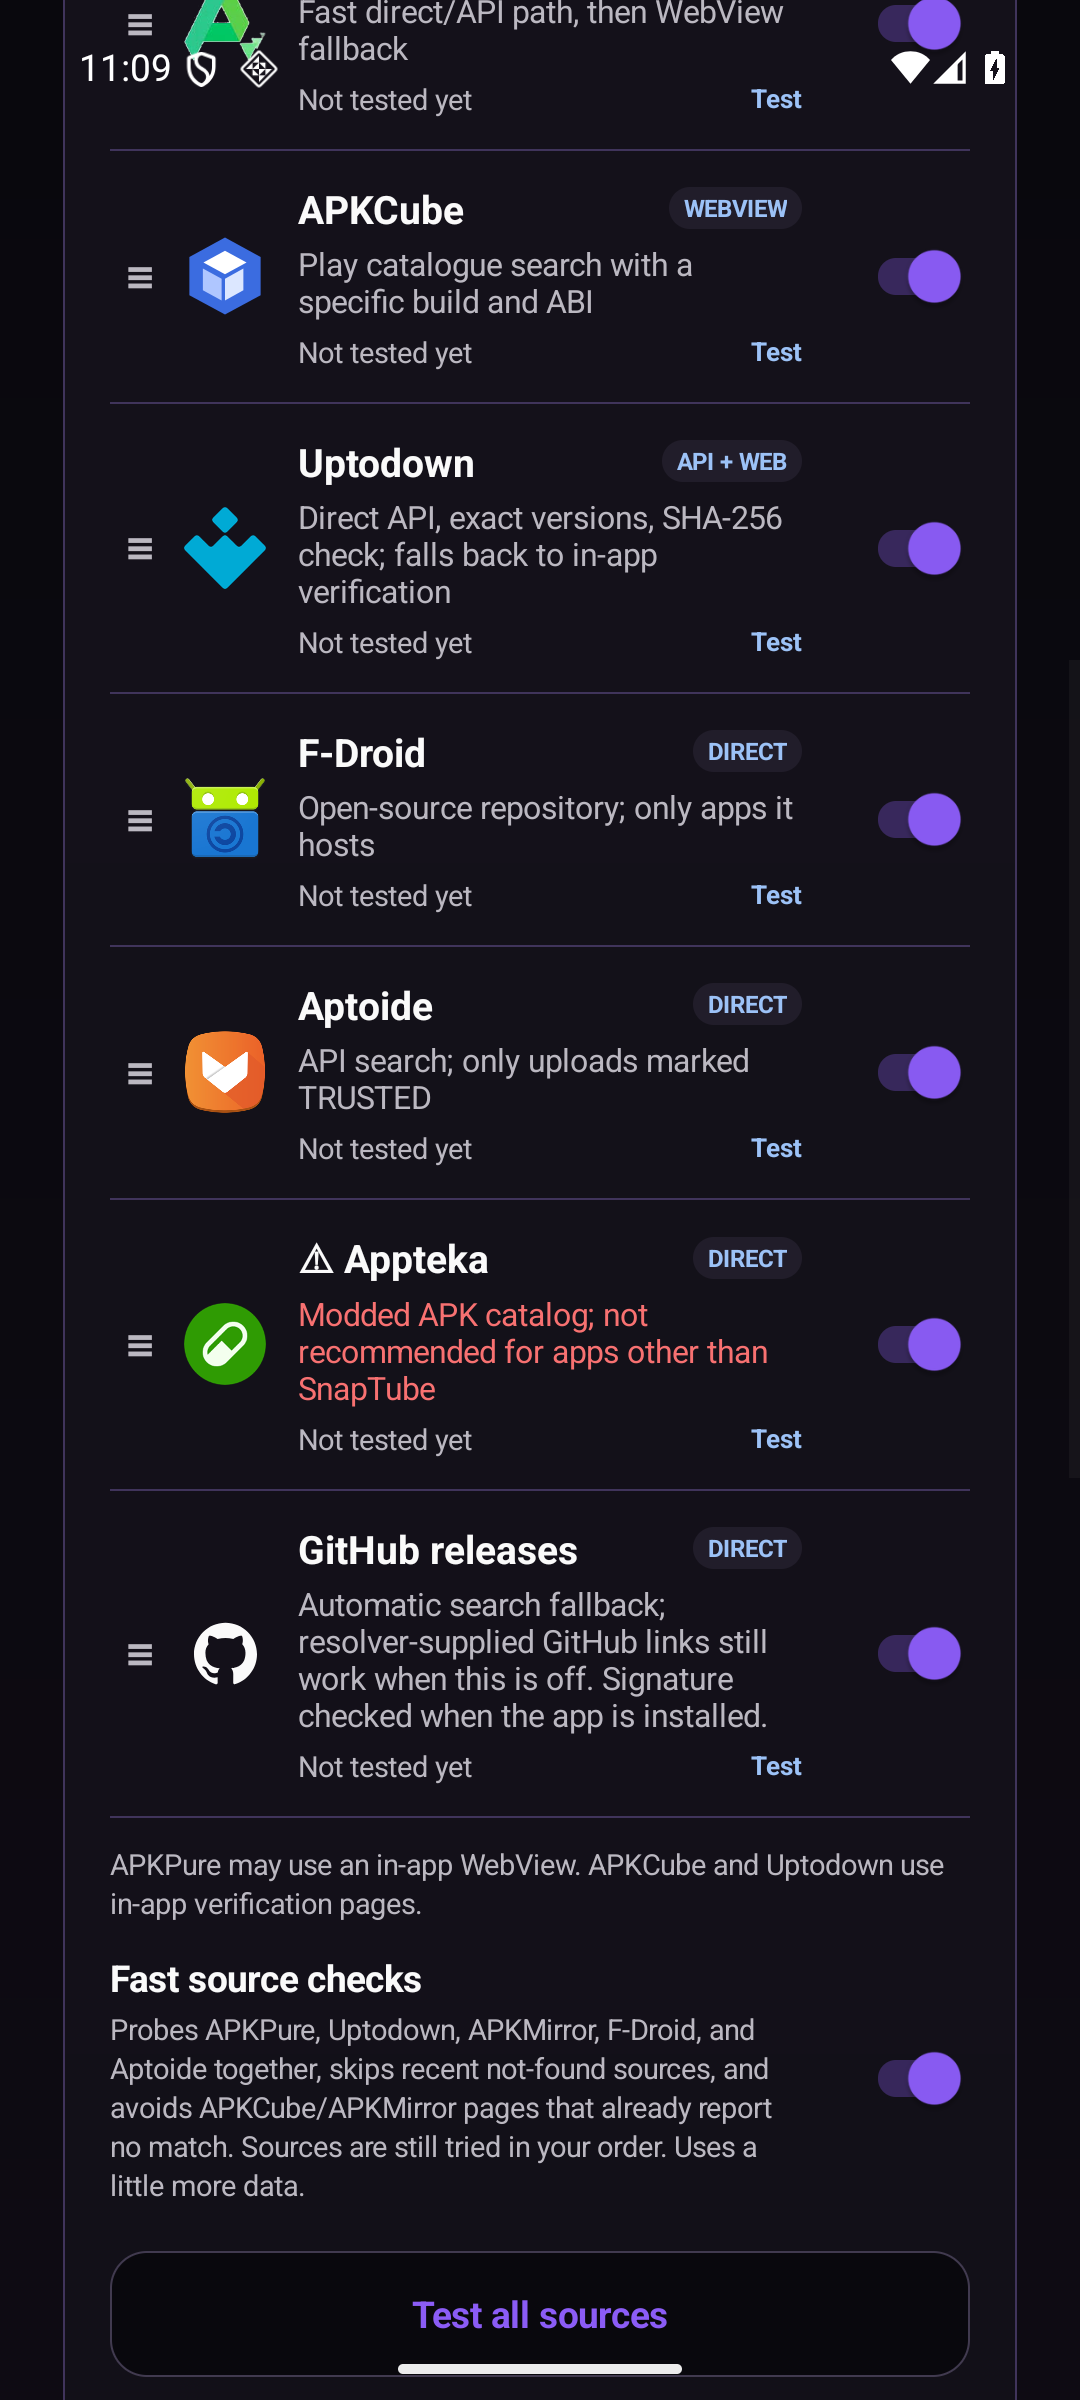 Fast direct/API path, then WebView
fallback
11:09
Not tested yet
Test
APKCube
WEBVIEW
Play catalogue search with a
specific build and ABI
Not tested yet
Test
Uptodown
API + WEB
Direct API, exact versions, SHA-256
check; falls back to in-app
verification
Not tested yet
Test
F-Droid
DIRECT
Open-source repository; only apps it
hosts
Not tested yet
Test
Aptoide
DIRECT
API search; only uploads marked
TRUSTED
Not tested yet
Test
⚠ Appteka
DIRECT
Modded APK catalog; not
recommended for apps other than
SnapTube
Not tested yet
Test
GitHub releases
DIRECT
Automatic search fallback;
resolver-supplied GitHub links still
work when this is off. Signature
checked when the app is installed.
Not tested yet
Test
APKPure may use an in-app WebView. APKCube and Uptodown use
in-app verification pages.
Fast source checks
Probes APKPure, Uptodown, APKMirror, F-Droid, and
Aptoide together, skips recent not-found sources, and
avoids APKCube/APKMirror pages that already report
no match. Sources are still tried in your order. Uses a
little more data.
Test all sources